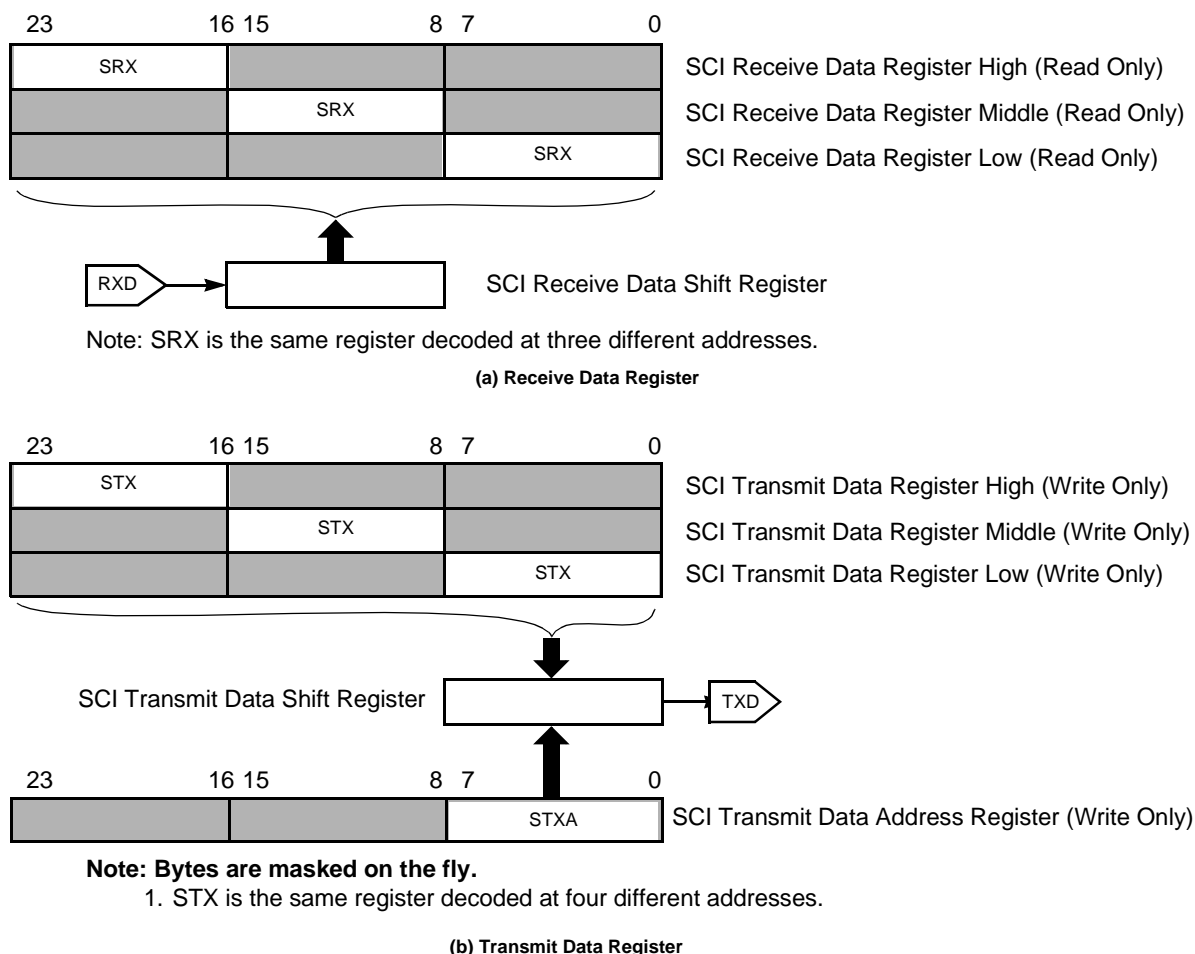 23 16 15 8 7 0
SRX SCI Receive Data Register High (Read Only)
SRX SCI Receive Data Register Middle (Read Only)
SRX SCI Receive Data Register Low (Read Only)
RXD SCI Receive Data Shift Register
Note: SRX is the same register decoded at three different addresses.
(a) Receive Data Register
23 16 15 8 7 0
STX SCI Transmit Data Register High (Write Only)
STX SCI Transmit Data Register Middle (Write Only)
STX SCI Transmit Data Register Low (Write Only)
SCI Transmit Data Shift Register TXD
23 16 15 8 7 0
STXA SCI Transmit Data Address Register (Write Only)
Note: Bytes are masked on the fly.
1. STX is the same register decoded at four different addresses.
(b) Transmit Data Register